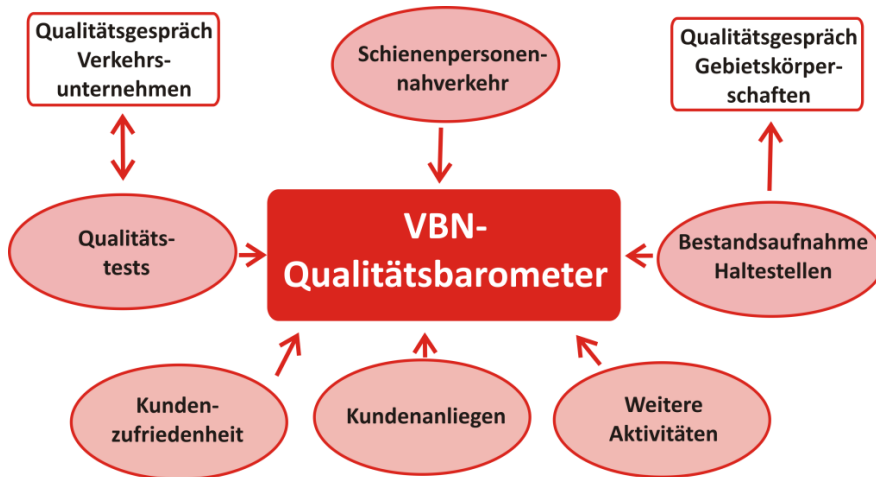 Qualitätsgespräch
Verkehrs-
unternehmen
Schienenpersonen-
nahverkehr
Qualitätsgespräch
Gebietskörper-
schaften
Qualitäts-
tests
VBN-
Qualitätsbarometer
Bestandsaufnahme
Haltestellen
Kunden-
zufriedenheit
Kundenanliegen
Weitere
Aktivitäten